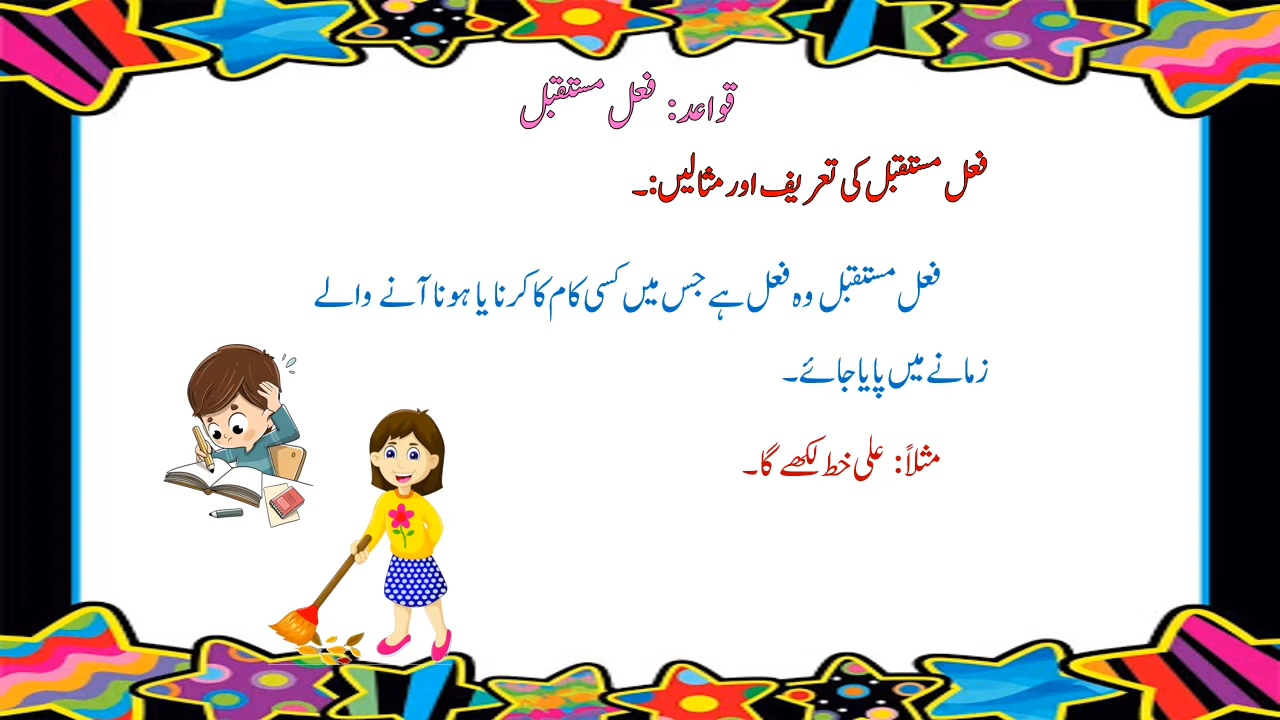 قواعد: فعل مستقبل
فعل مستقبل کی تعریف اور مثالیں:۔
فعل مستقبل وہ فعل ہے جس میں کسی کام کا کرنا یا ہونا آنے والے
زمانے میں پایا جائے۔
مثلاً: علی خط لکھے گا۔